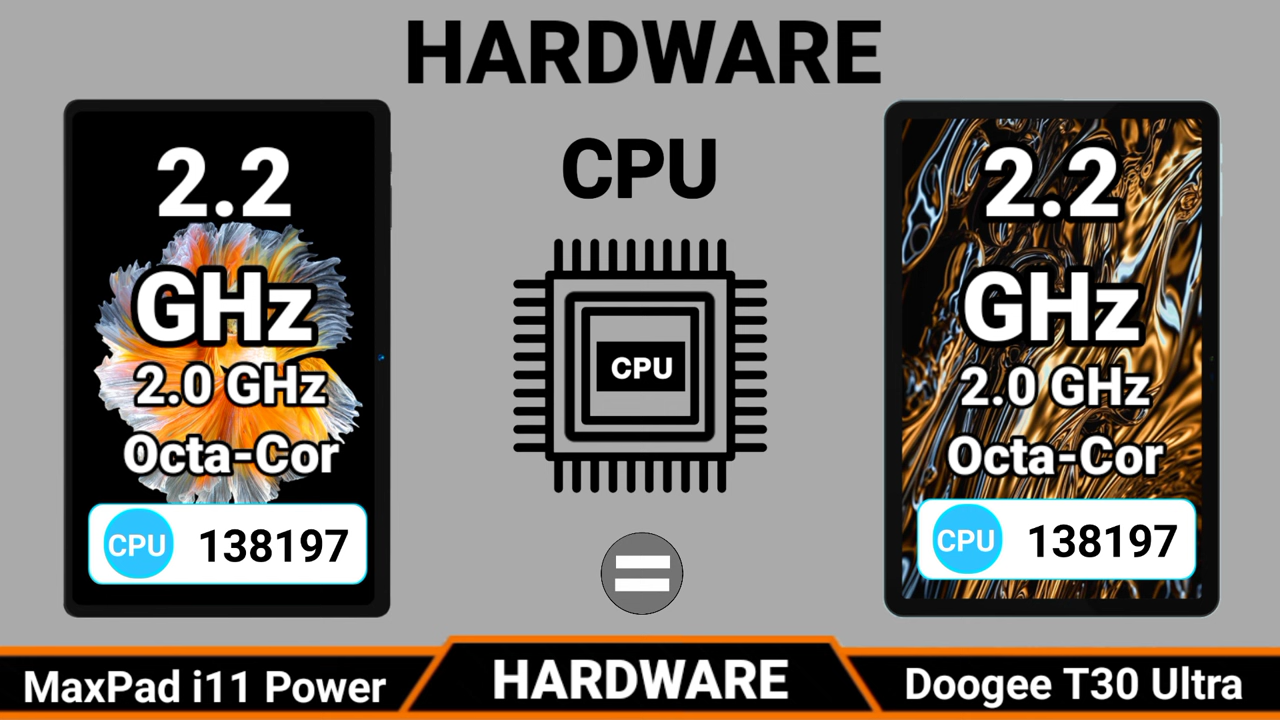 HARDWARE
CPU
2.2
GHz
2.0 GHz
Octa-Cor
CPU 138197
CPU
2.2
GHz
2.0 GHz
Octa-Cor
CPU 138197
MaxPad i11 Power
HARDWARE
Doogee T30 Ultra